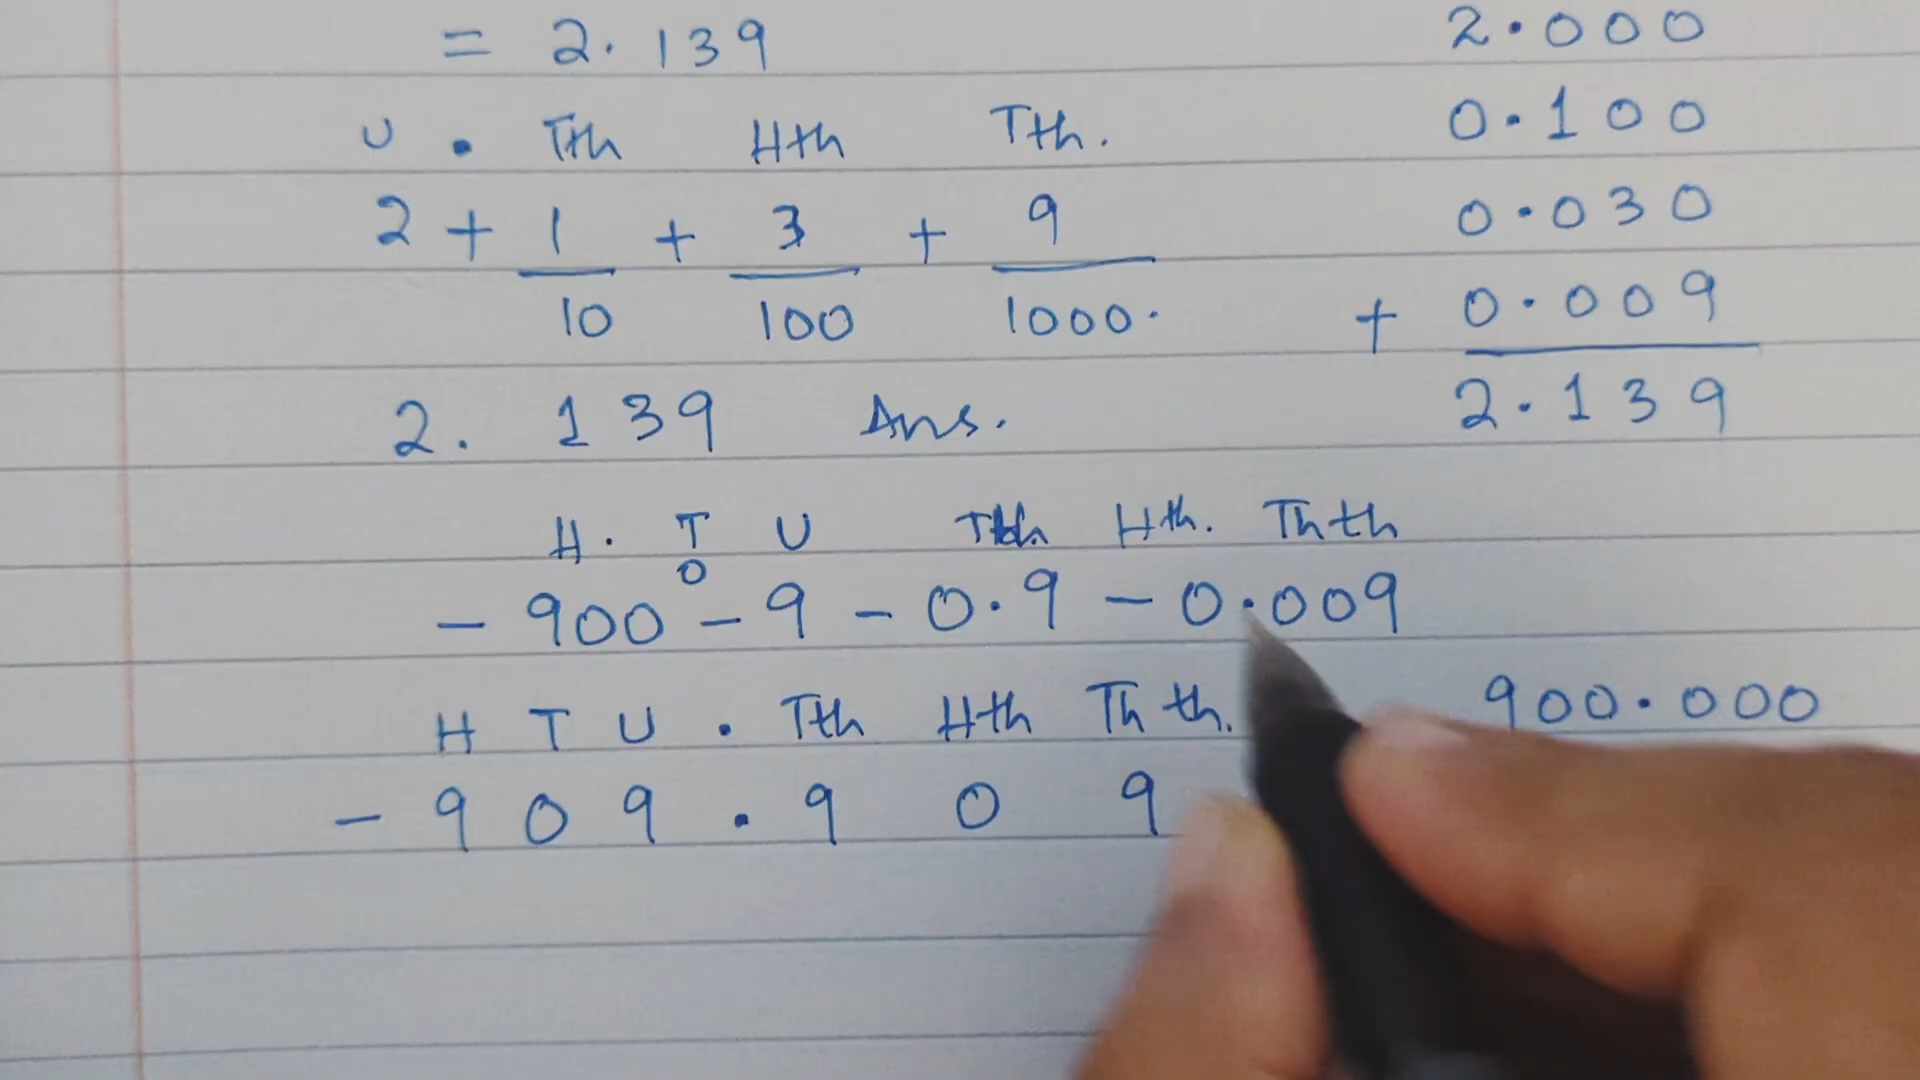 = 2.139
2.000
U . Tth Hth Tth.
0.100
2 + 1/10 + 3/100 + 9/1000.
0.030
+ 0.009
2.139 Ans.
2.139
H. T U Tth Hth. Thth
0
- 900 - 9 - 0.9 - 0.009
H T U . Tth Hth Th th.
900.000
- 9 0 9 . 9 0 9